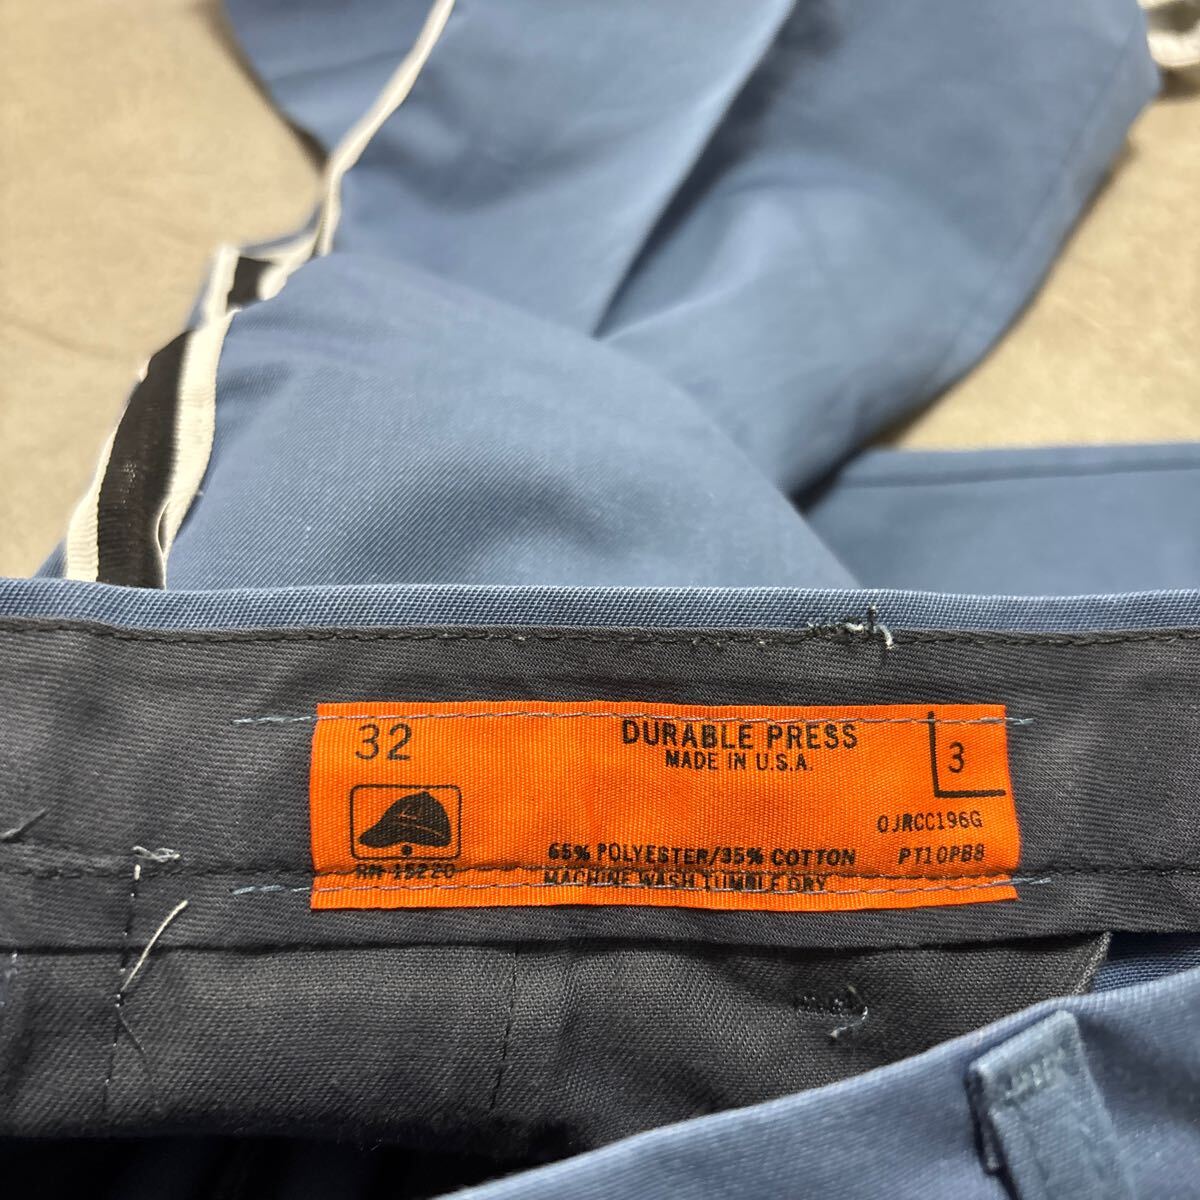 32
DURABLE PRESS
MADE IN U.S.A.
L 3
0JRCC196G
65% POLYESTER/35% COTTON
PT10PB8
RN 15220
MACHINE WASH TUMBLE DRY